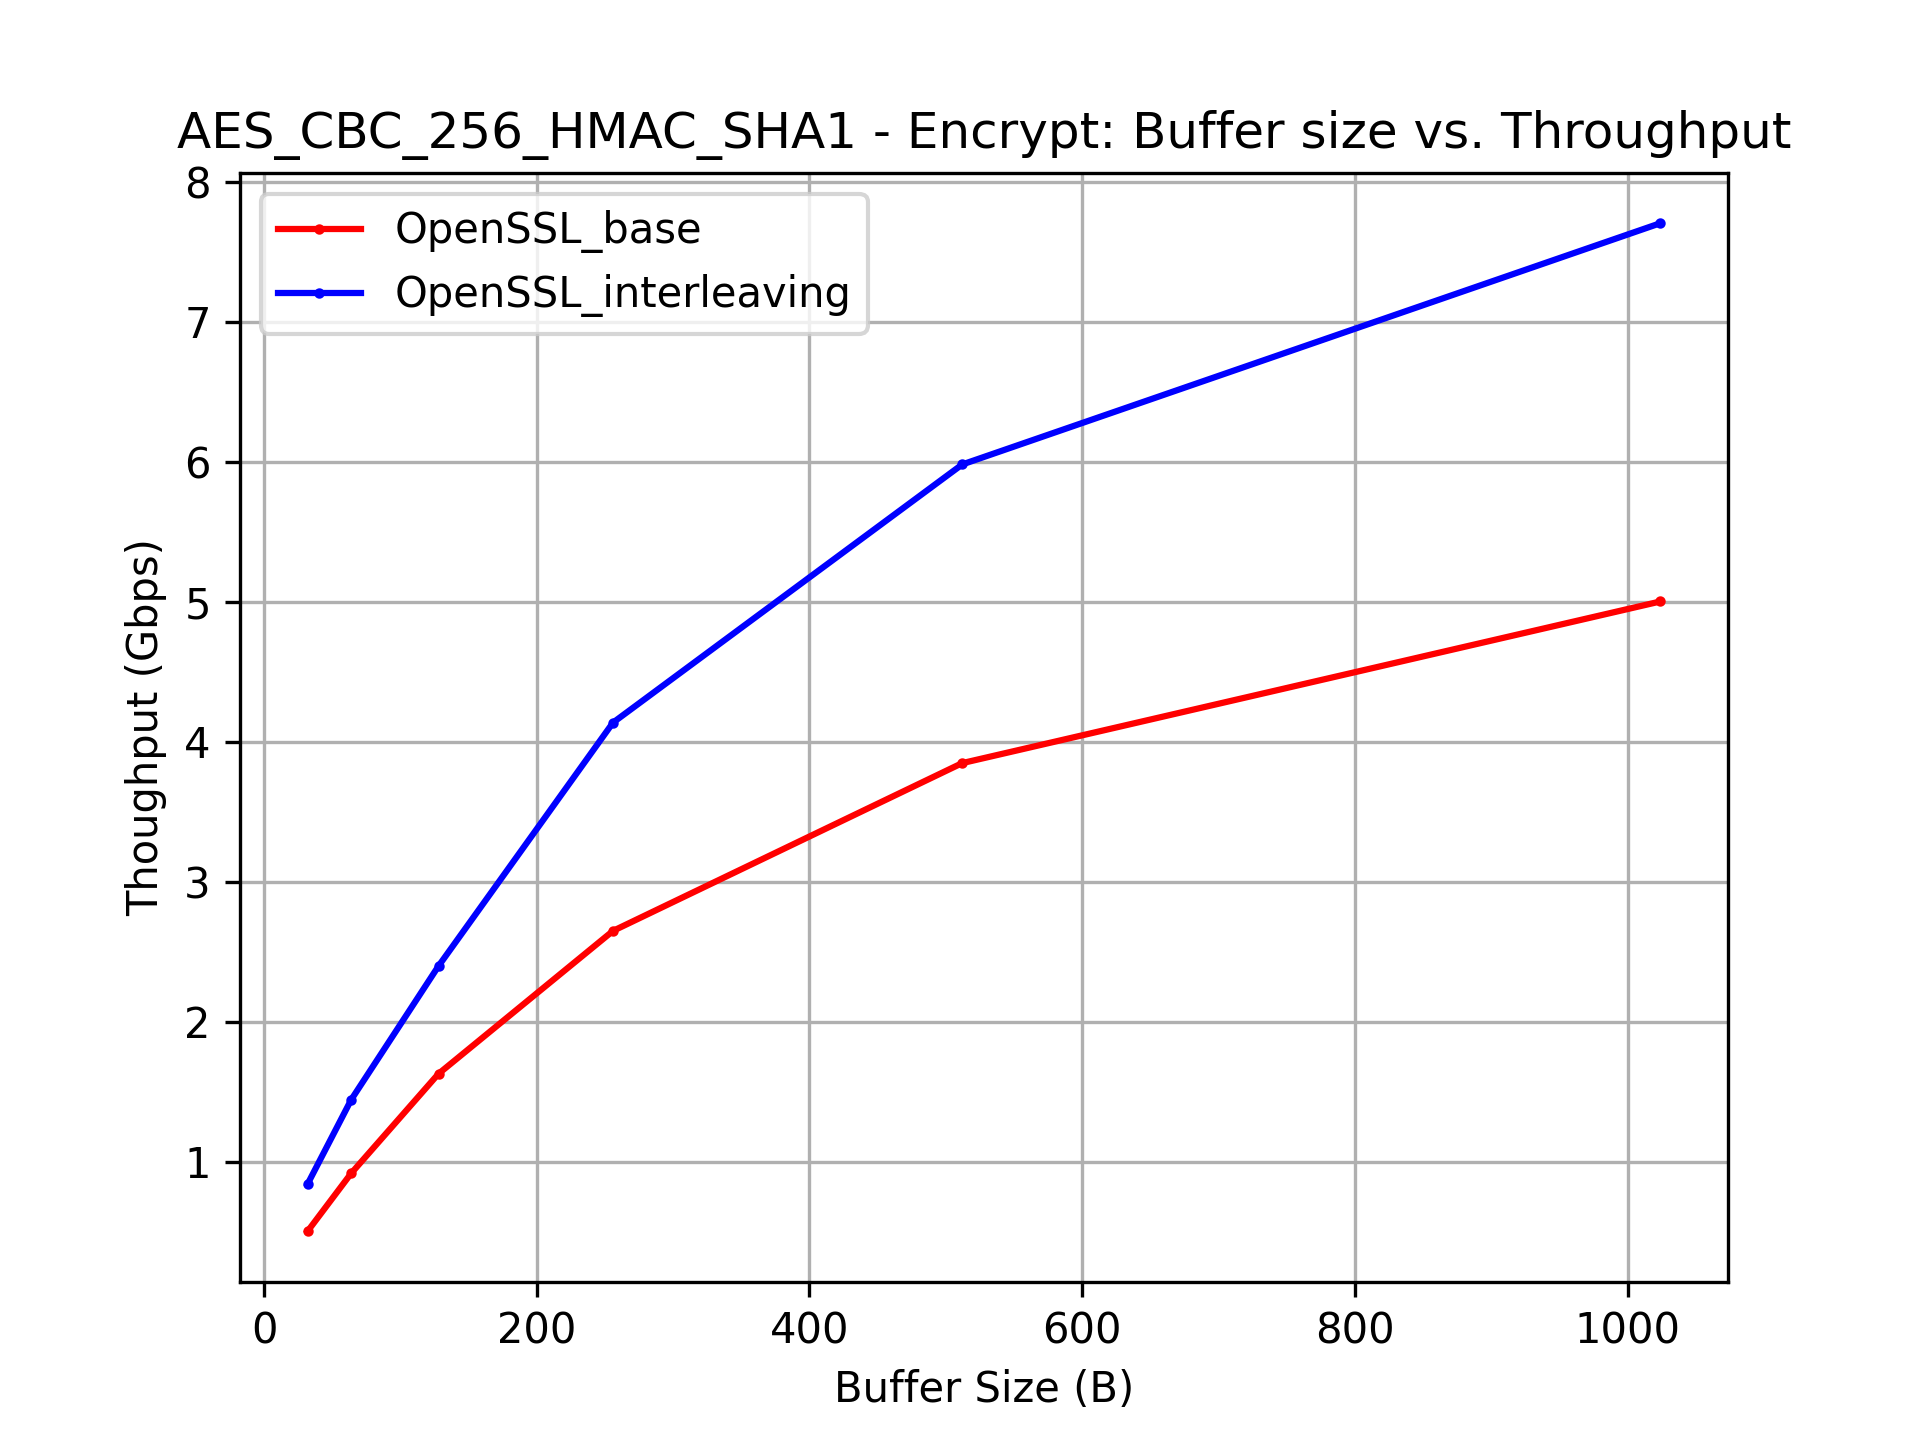 AES_CBC_256_HMAC_SHA1 - Encrypt: Buffer size vs. Throughput
OpenSSL_base
OpenSSL_interleaving
Thoughput (Gbps)
8
7
6
5
4
3
2
1
0 200 400 600 800 1000
Buffer Size (B)